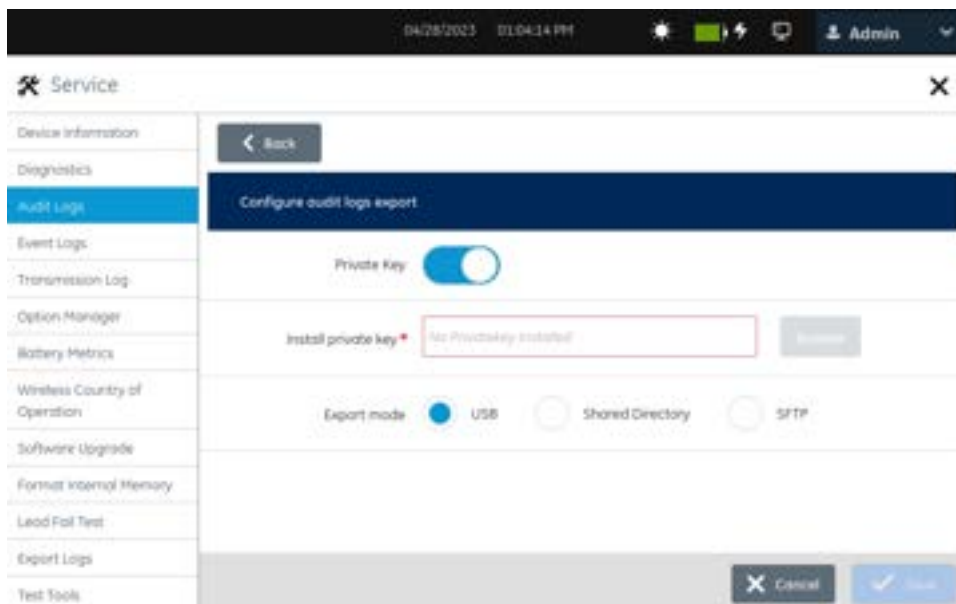 04/28/2023 01:04:14 PM Admin
Service
Device Information
Diagnostics
Audit Logs
Event Logs
Transmission Log
Option Manager
Battery Metrics
Wireless Country of
Operation
Software Upgrade
Format Internal Memory
Lead Fail Test
Export Logs
Test Tools
Back
Configure audit logs export
Private Key
Install private key *
No PrivateKey installed
Export mode USB Shared Directory SFTP
Cancel